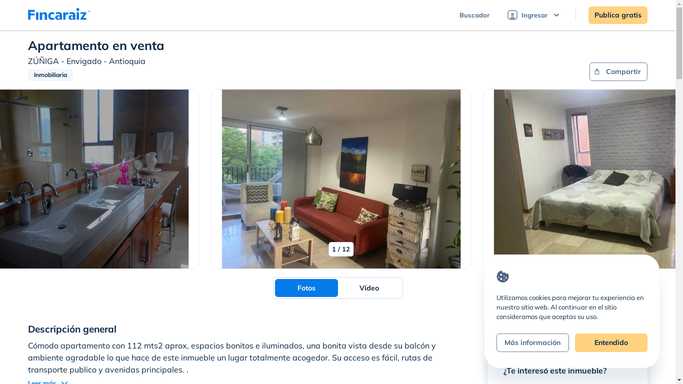 Fincaraiz
Buscador
Ingresar
Publica gratis
Apartamento en venta
ZÚÑIGA - Envigado - Antioquia
Inmobiliaria
Compartir
1 / 12
Fotos
Video
Descripción general
Cómodo apartamento con 112 mts2 aprox, espacios bonitos e iluminados, una bonita vista desde su balcón y
ambiente agradable lo que hace de este inmueble un lugar totalmente acogedor. Su acceso es fácil, rutas de
transporte publico y avenidas principales. .
Leer más
Utilizamos cookies para mejorar tu experiencia en
nuestro sitio web. Al continuar en el sitio
consideramos que aceptas su uso.
Más información
Entendido
¿Te interesó este inmueble?